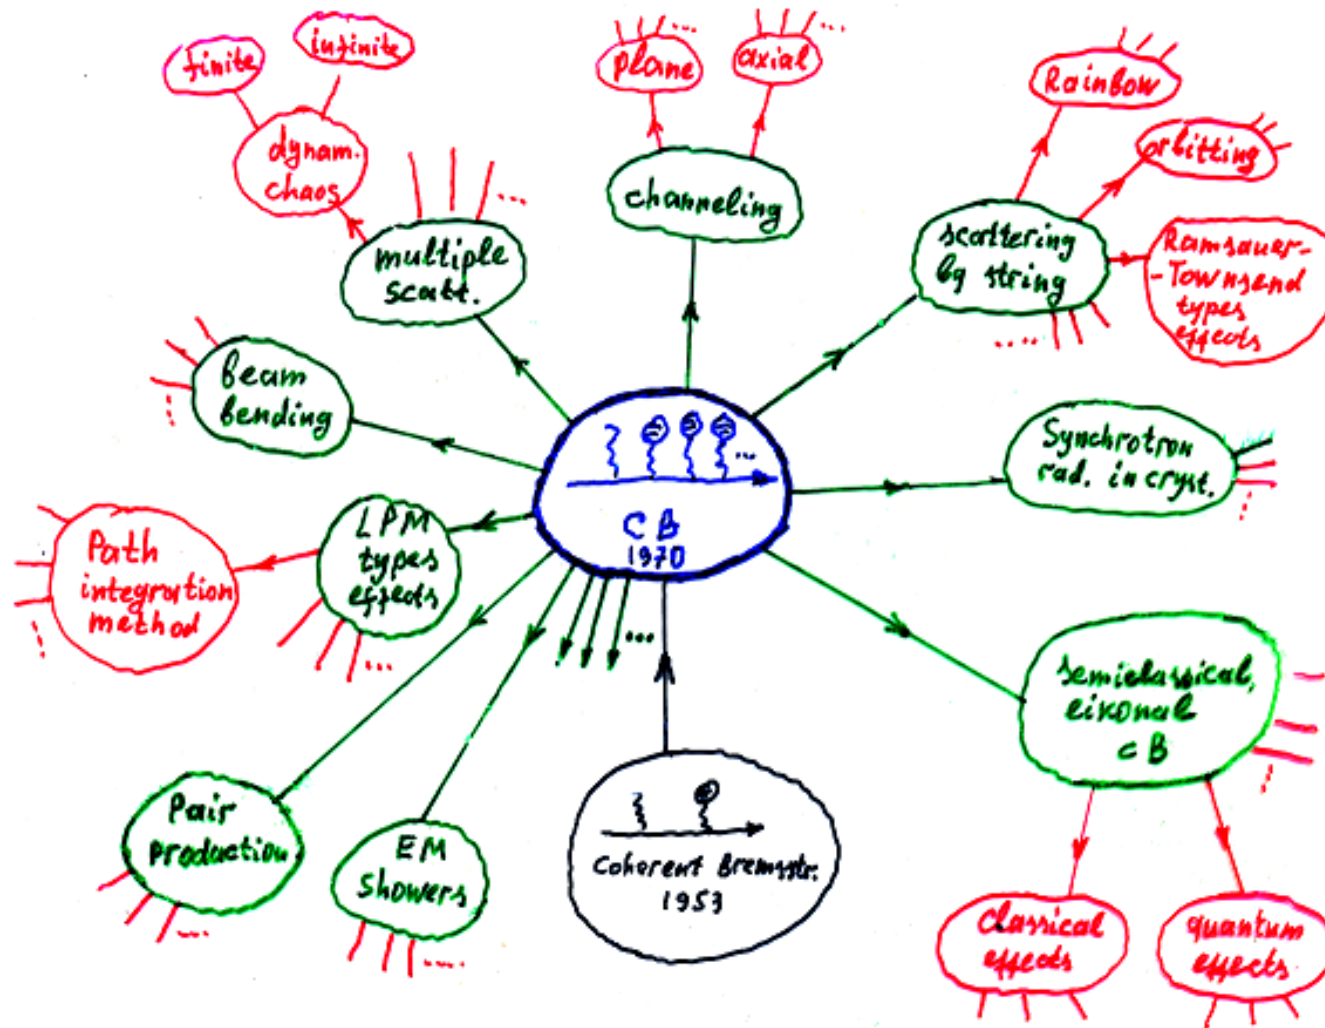 finite
infinite
dynam.
chaos
multiple
scatt.
plane
axial
channeling
Rainbow
orbitting
Ramsauer-
-Townsend
types
effects
scattering
by string
beam
bending
Synchrotron
rad. in cryst.
CB
1970
LPM
types
effects
Path
integration
method
semiclassical,
eikonal
CB
Pair
production
EM
showers
Coherent Bremsstr.
1953
classical
effects
quantum
effects